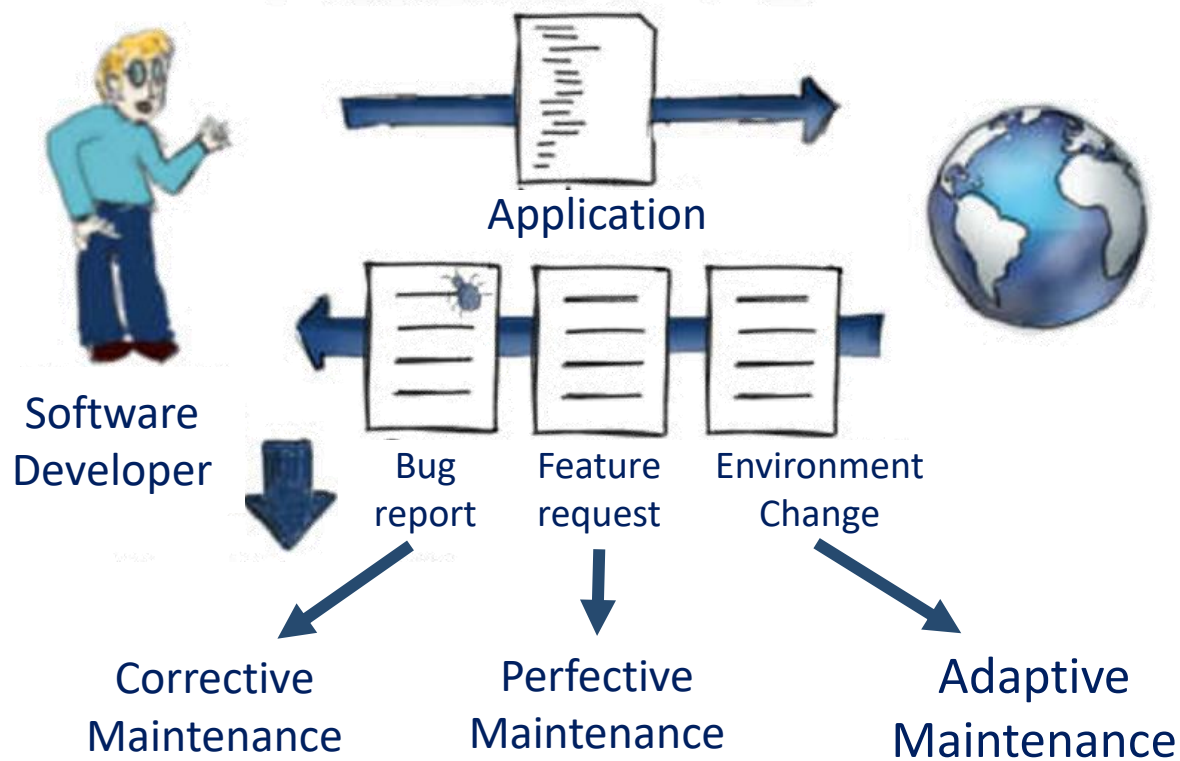 Application
Software
Developer
Bug
report
Feature
request
Environment
Change
Corrective
Maintenance
Perfective
Maintenance
Adaptive
Maintenance